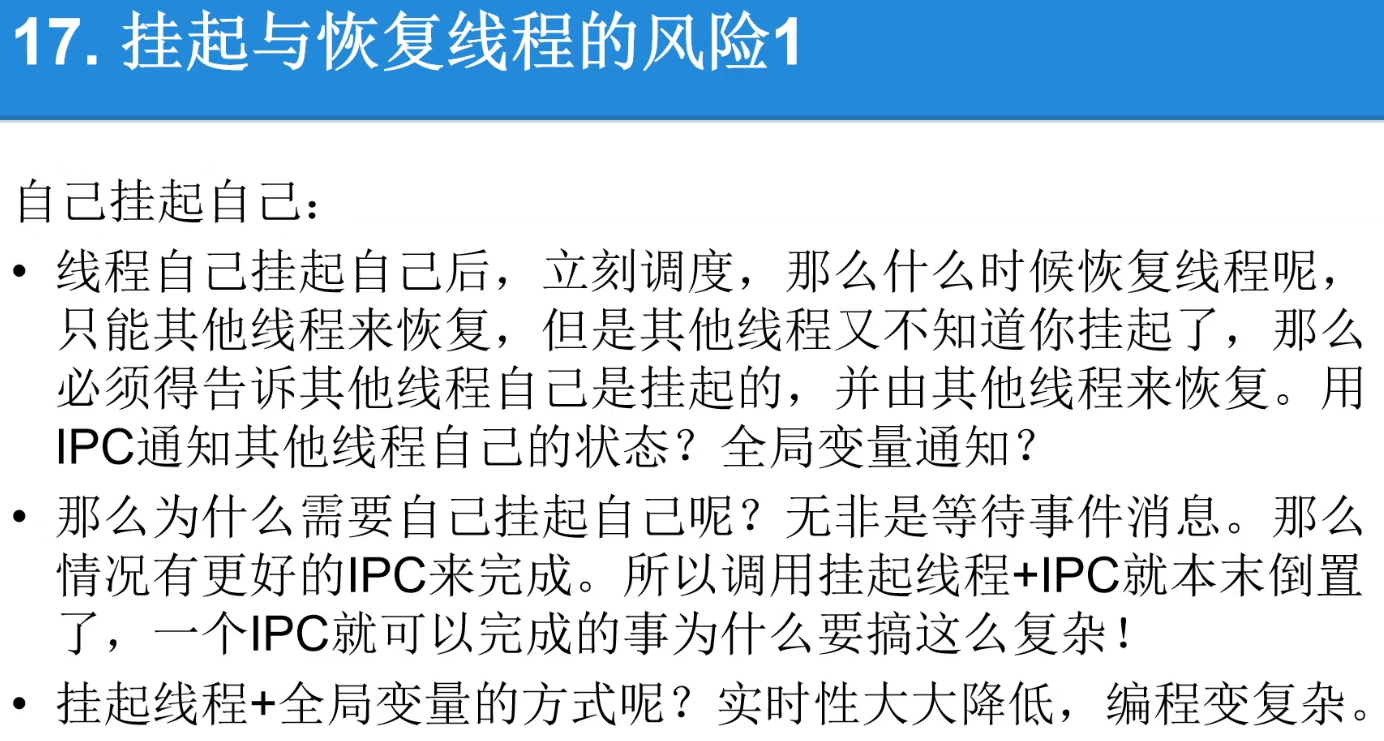 17. 挂起与恢复线程的风险1
自己挂起自己：
• 线程自己挂起自己后，立刻调度，那么什么时候恢复线程呢，
只能其他线程来恢复，但是其他线程又不知道你挂起了，那么
必须得告诉其他线程自己是挂起的，并由其他线程来恢复。用
IPC通知其他线程自己的状态？全局变量通知？
• 那么为什么需要自己挂起自己呢？无非是等待事件消息。那么
情况有更好的IPC来完成。所以调用挂起线程+IPC就本末倒置
了，一个IPC就可以完成的事为什么要搞这么复杂！
• 挂起线程+全局变量的方式呢？实时性大大降低，编程变复杂。